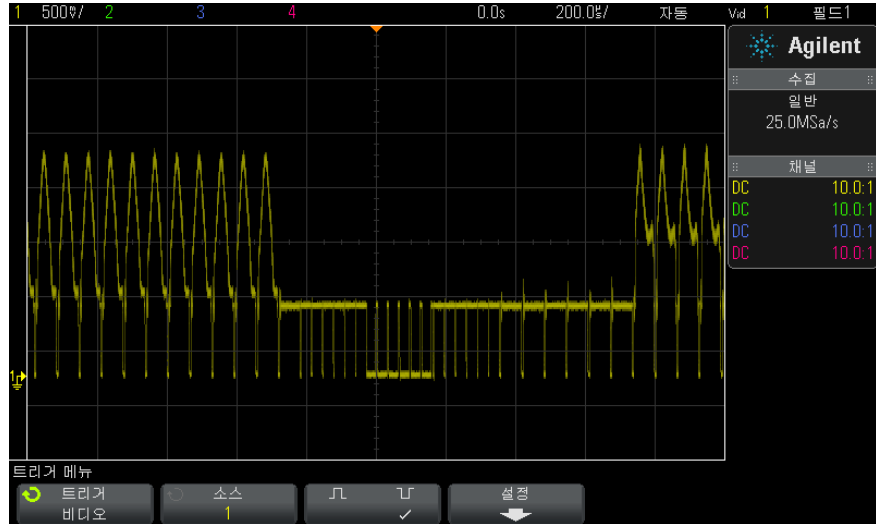 1 500㎷/ 2 3 4 0.0s 200.0㎲/ 자동 Vid 1 필드1
Agilent
수집
일반
25.0MSa/s
채널
DC 10.0:1
DC 10.0:1
DC 10.0:1
DC 10.0:1
1
트리거 메뉴
트리거
비디오
소스
1
설정